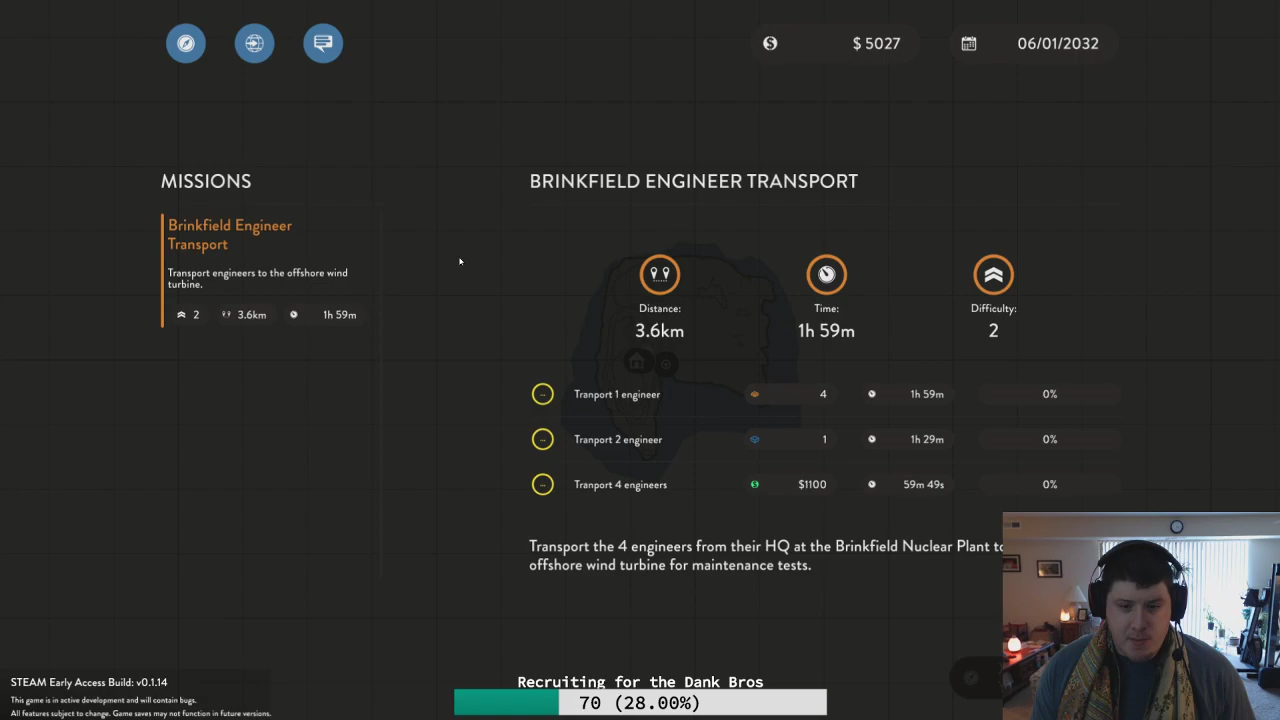 $ 5027
06/01/2032
MISSIONS
Brinkfield Engineer
Transport
Transport engineers to the offshore wind
turbine.
2 3.6km 1h 59m
BRINKFIELD ENGINEER TRANSPORT
Distance: Time: Difficulty:
3.6km 1h 59m 2
Tranport 1 engineer 4 1h 59m 0%
Tranport 2 engineer 1 1h 29m 0%
Tranport 4 engineers $1100 59m 49s 0%
Transport the 4 engineers from their HQ at the Brinkfield Nuclear Plant to
offshore wind turbine for maintenance tests.
STEAM Early Access Build: v0.1.14
This game is in active development and will contain bugs.
All features subject to change. Game saves may not function in future versions.
Recruiting for the Dank Bros
70 (28.00%)